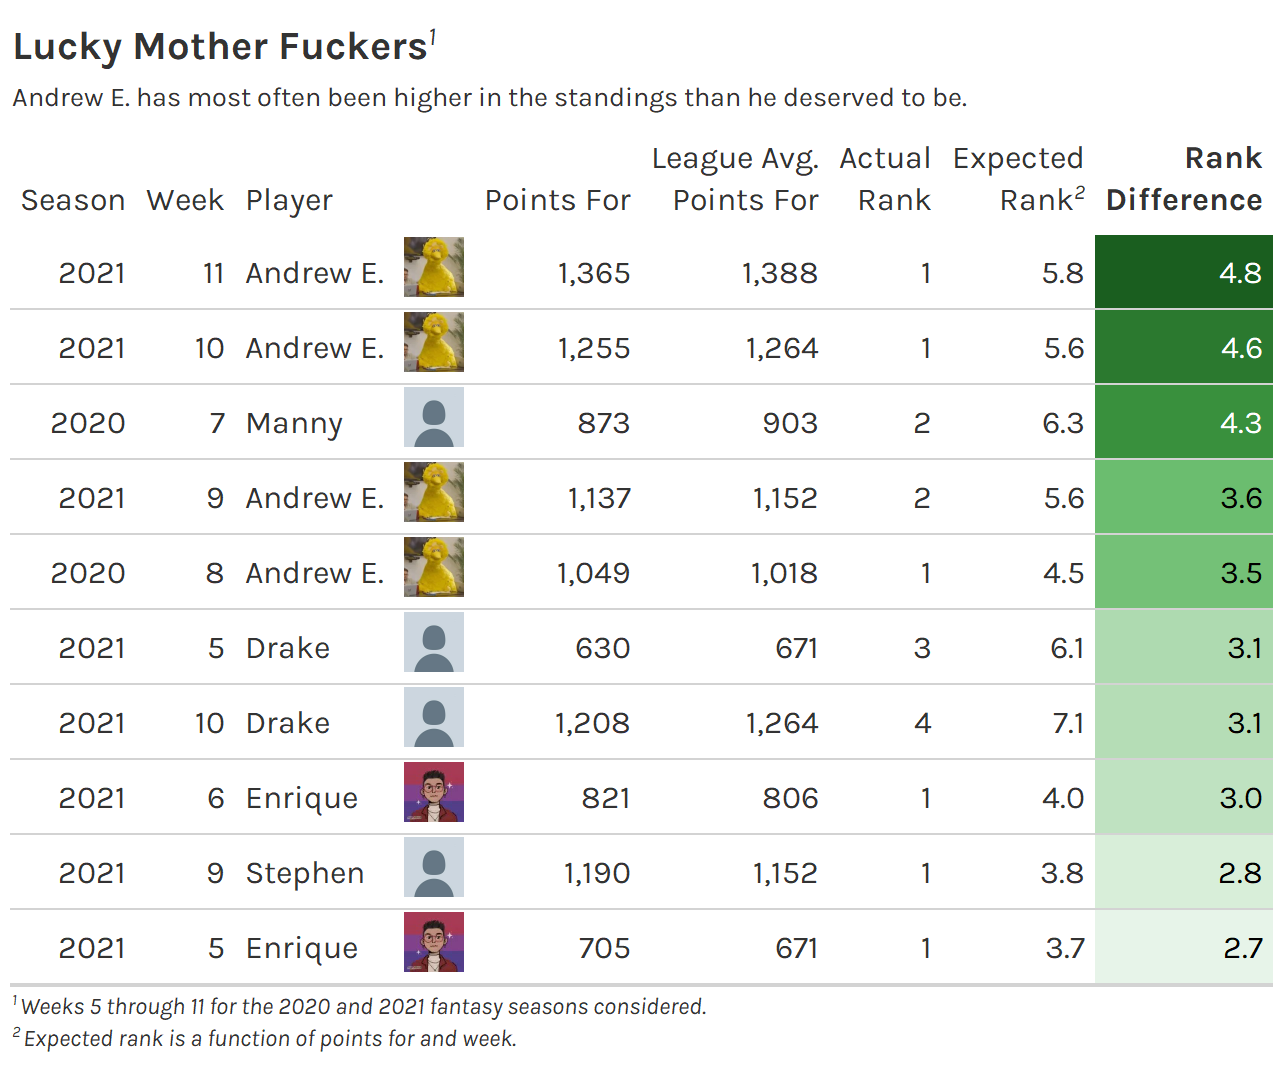 Lucky Mother Fuckers1
Andrew E. has most often been higher in the standings than he deserved to be.
League Avg. Actual Expected Rank
Season Week Player Points For Points For Rank Rank2 Difference
2021 11 Andrew E. 1,365 1,388 1 5.8 4.8
2021 10 Andrew E. 1,255 1,264 1 5.6 4.6
2020 7 Manny 873 903 2 6.3 4.3
2021 9 Andrew E. 1,137 1,152 2 5.6 3.6
2020 8 Andrew E. 1,049 1,018 1 4.5 3.5
2021 5 Drake 630 671 3 6.1 3.1
2021 10 Drake 1,208 1,264 4 7.1 3.1
2021 6 Enrique 821 806 1 4.0 3.0
2021 9 Stephen 1,190 1,152 1 3.8 2.8
2021 5 Enrique 705 671 1 3.7 2.7
1 Weeks 5 through 11 for the 2020 and 2021 fantasy seasons considered.
2 Expected rank is a function of points for and week.